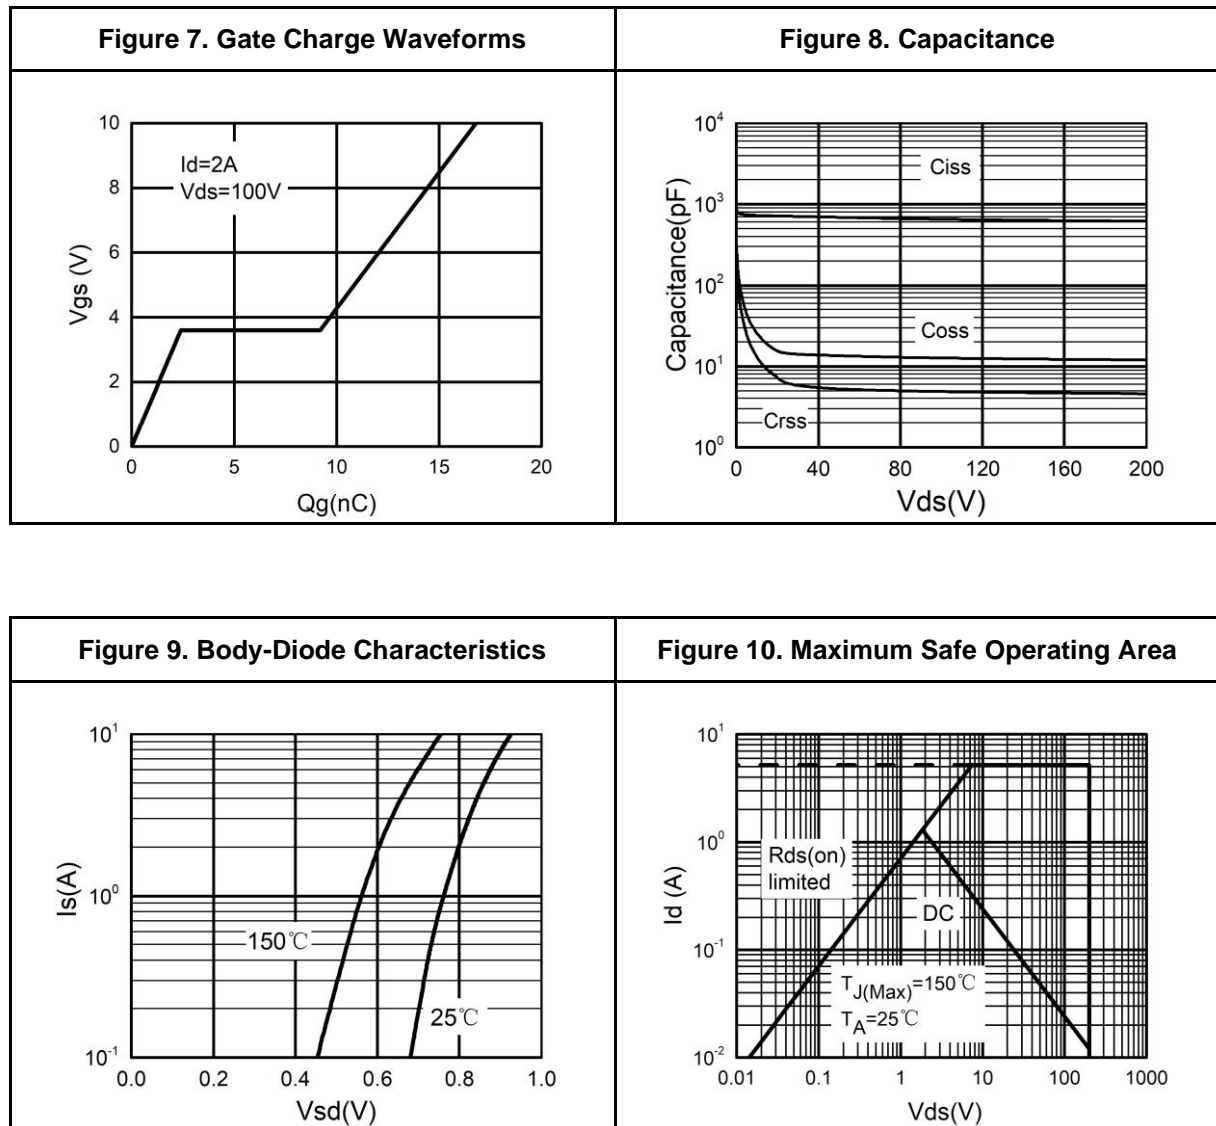 Figure 7. Gate Charge Waveforms
Figure 8. Capacitance
10
8
6
4
2
0
0 5 10 15 20
Vgs (V)
Qg(nC)
Id=2A
Vds=100V
10⁴
10³
10²
10¹
10⁰
0 40 80 120 160 200
Capacitance(pF)
Vds(V)
Ciss
Coss
Crss
Figure 9. Body-Diode Characteristics
Figure 10. Maximum Safe Operating Area
10¹
10⁰
10⁻¹
0.0 0.2 0.4 0.6 0.8 1.0
Is(A)
Vsd(V)
150℃
25℃
10¹
10⁰
10⁻¹
10⁻²
0.01 0.1 1 10 100 1000
Id (A)
Vds(V)
Rds(on)
limited
DC
TJ(Max)=150℃
TA=25℃